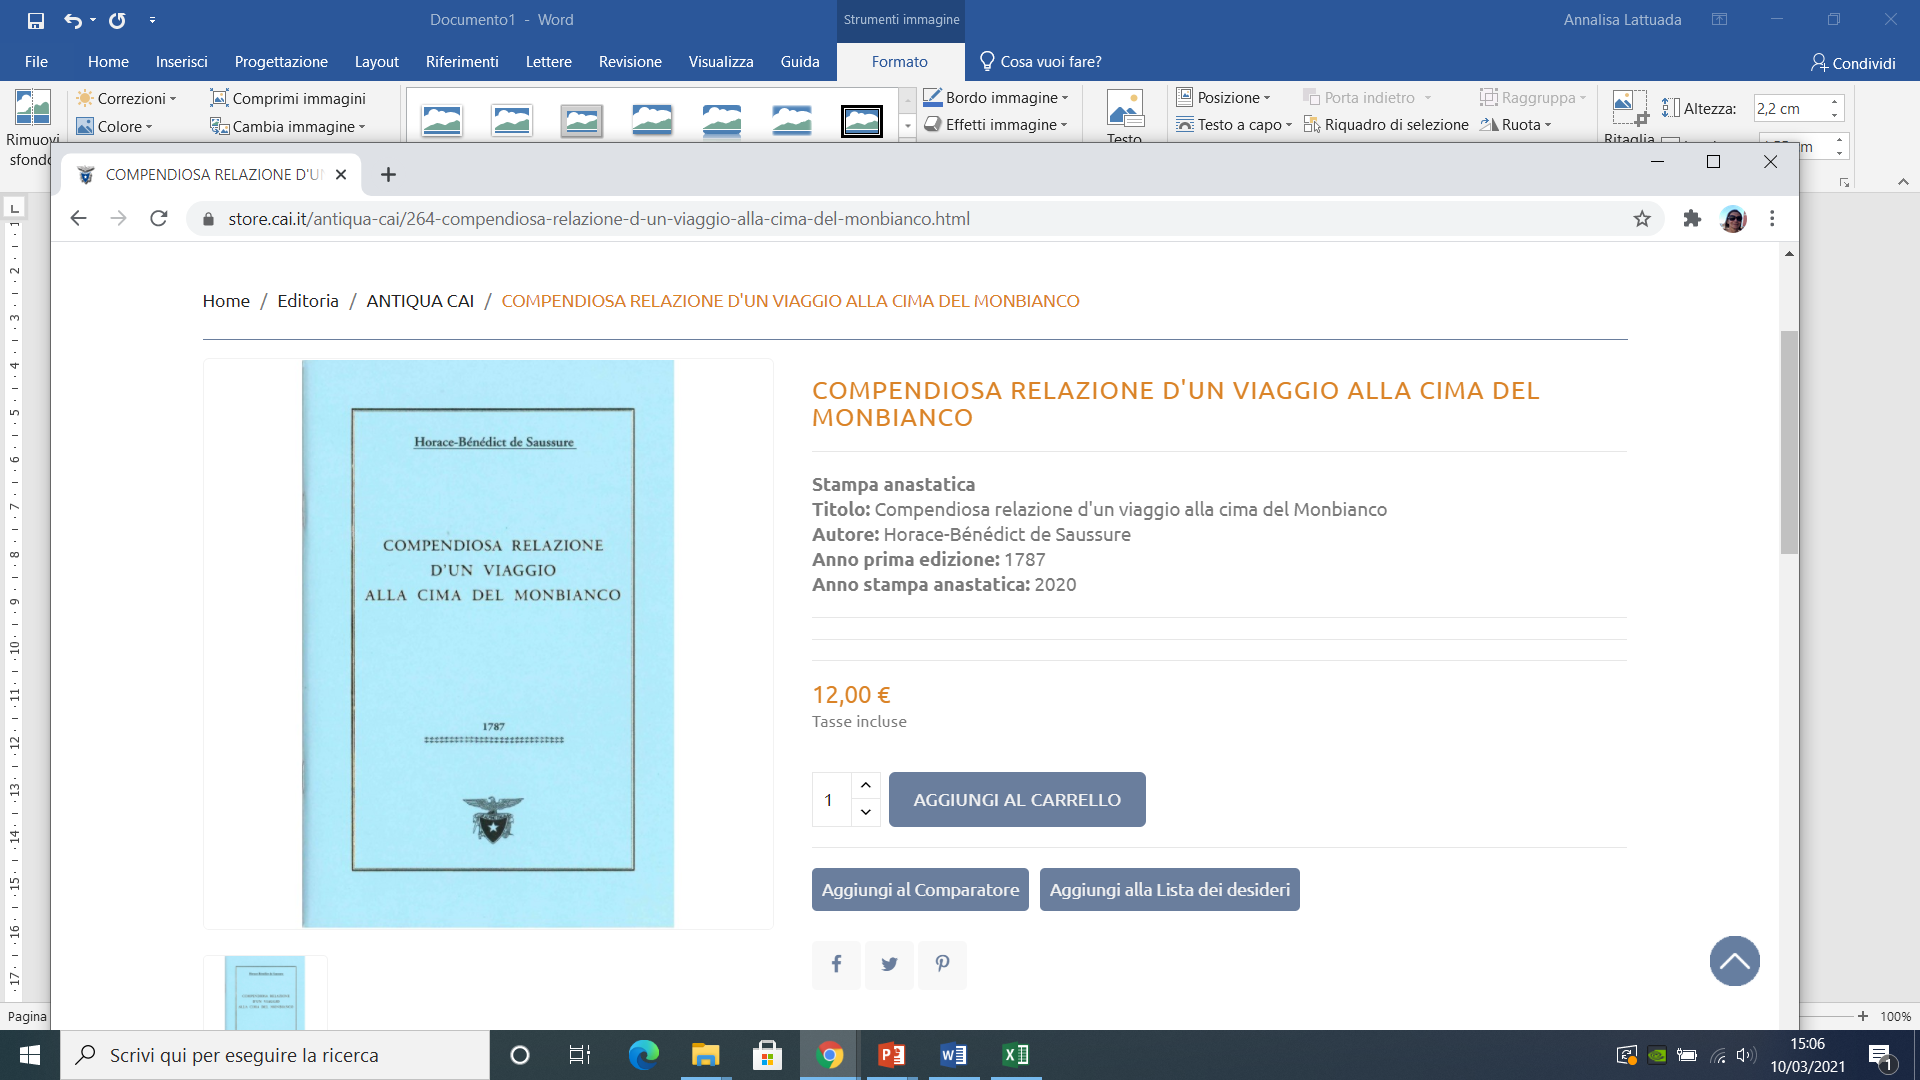 Documento1 - Word
Strumenti immagine
Annalisa Lattuada
File
Home
Inserisci
Progettazione
Layout
Riferimenti
Lettere
Revisione
Visualizza
Guida
Formato
Cosa vuoi fare?
Condividi
Rimuovi
Correzioni
Colore
Comprimi immagini
Cambia immagine
Bordo immagine
Effetti immagine
Testo
Posizione
Testo a capo
Porta indietro
Riquadro di selezione
Raggruppa
Ruota
Ritaglia
Altezza:
2,2 cm
COMPENDIOSA RELAZIONE D'U
store.cai.it/antiqua-cai/264-compendiosa-relazione-d-un-viaggio-alla-cima-del-monbianco.html
Home / Editoria / ANTIQUA CAI / COMPENDIOSA RELAZIONE D'UN VIAGGIO ALLA CIMA DEL MONBIANCO
Horace-Bénédict de Saussure
COMPENDIOSA RELAZIONE
D'UN VIAGGIO
ALLA CIMA DEL MONBIANCO
1787
COMPENDIOSA RELAZIONE D'UN VIAGGIO ALLA CIMA DEL
MONBIANCO
Stampa anastatica
Titolo: Compendiosa relazione d'un viaggio alla cima del Monbianco
Autore: Horace-Bénédict de Saussure
Anno prima edizione: 1787
Anno stampa anastatica: 2020
12,00 €
Tasse incluse
1
AGGIUNGI AL CARRELLO
Aggiungi al Comparatore
Aggiungi alla Lista dei desideri
Pagina
100%
Scrivi qui per eseguire la ricerca
15:06
10/03/2021
1